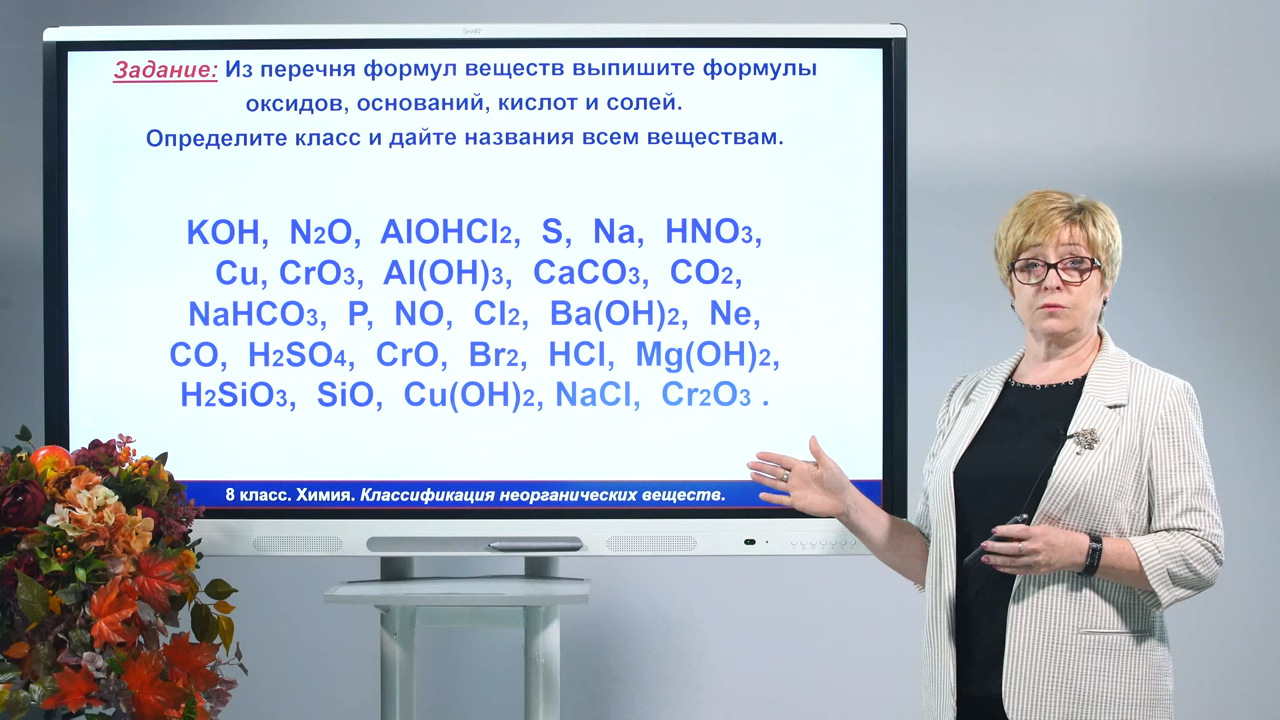 SMART
Задание: Из перечня формул веществ выпишите формулы
оксидов, оснований, кислот и солей.
Определите класс и дайте названия всем веществам.
KOH, N2O, AlOHCl2, S, Na, HNO3,
Cu, CrO3, Al(OH)3, CaCO3, CO2,
NaHCO3, P, NO, Cl2, Ba(OH)2, Ne,
CO, H2SO4, CrO, Br2, HCl, Mg(OH)2,
H2SiO3, SiO, Cu(OH)2, NaCl, Cr2O3 .
8 класс. Химия. Классификация неорганических веществ.